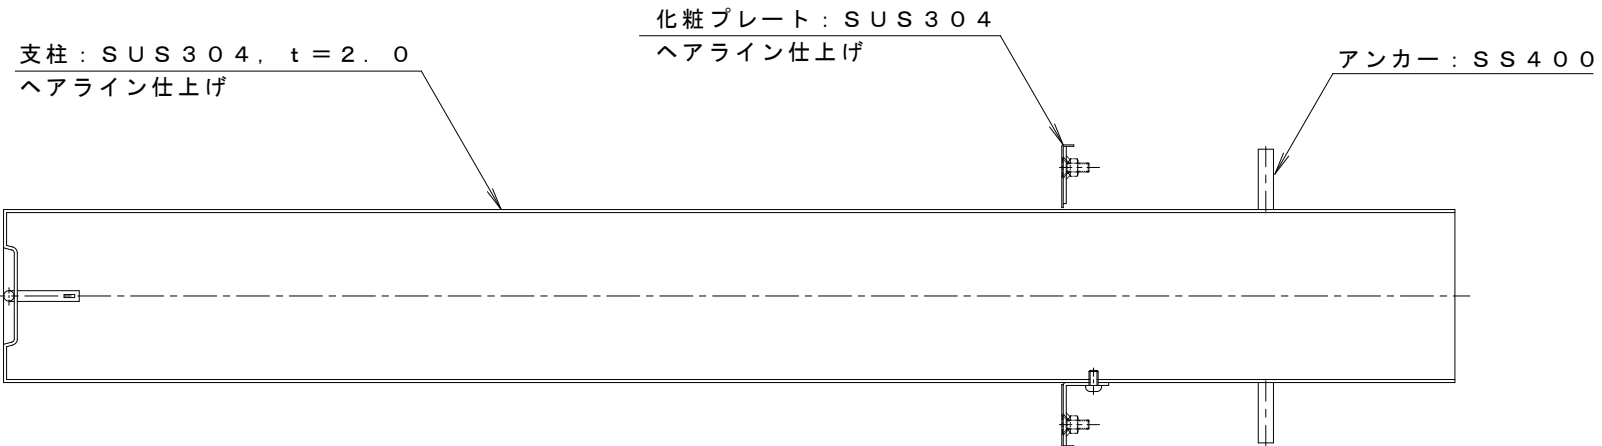 化粧プレート：ＳＵＳ３０４
ヘアライン仕上げ
支柱：ＳＵＳ３０４，ｔ＝２．０
ヘアライン仕上げ
アンカー：ＳＳ４００